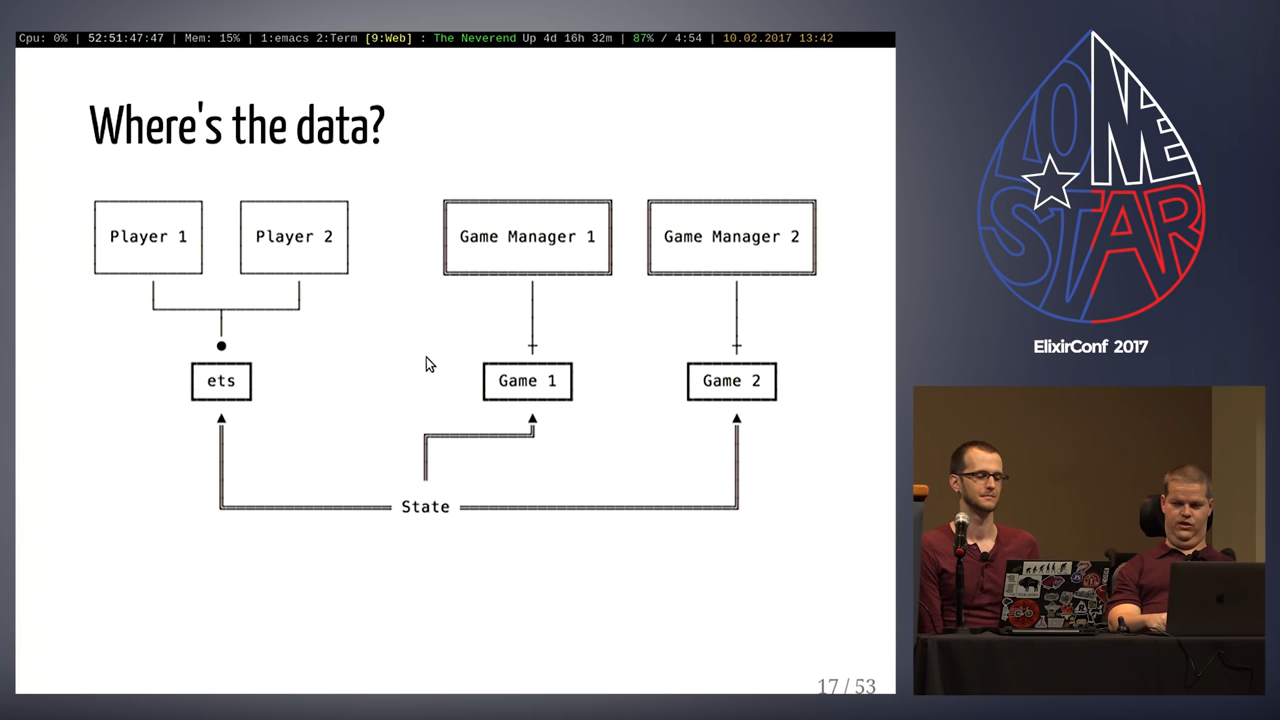 Cpu: 0% | 52:51:47:47 | Mem: 15% | 1:emacs 2:Term [9:Web] : The Neverend Up 4d 16h 32m | 87% / 4:54 | 10.02.2017 13:42
Where's the data?
Player 1
Player 2
Game Manager 1
Game Manager 2
ets
Game 1
Game 2
State
17 / 53
LONE
STAR
ElixirConf 2017